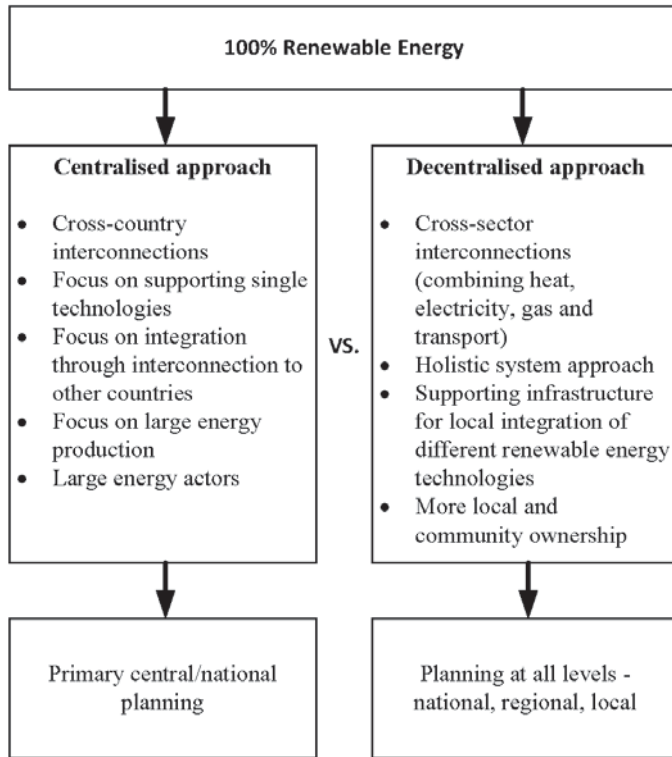 100% Renewable Energy
Centralised approach
• Cross-country
interconnections
• Focus on supporting single
technologies
• Focus on integration
through interconnection to
other countries
• Focus on large energy
production
• Large energy actors
VS.
Decentralised approach
• Cross-sector
interconnections
(combining heat,
electricity, gas and
transport)
• Holistic system approach
• Supporting infrastructure
for local integration of
different renewable energy
technologies
• More local and
community ownership
Primary central/national
planning
Planning at all levels -
national, regional, local